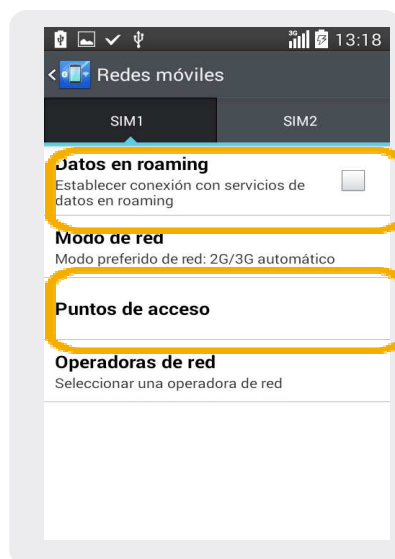 3G 13:18
Redes móviles
SIM1 SIM2
Datos en roaming
Establecer conexión con servicios de
datos en roaming
Modo de red
Modo preferido de red: 2G/3G automático
Puntos de acceso
Operadoras de red
Seleccionar una operadora de red